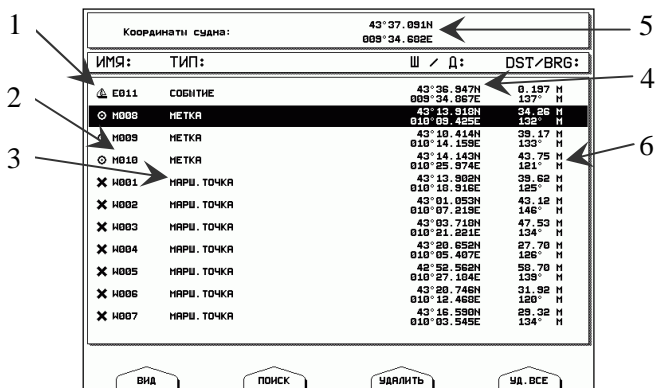 1
2
3
4
5
6
Координаты судна:
43°37.091N
009°34.682E
ИМЯ: ТИП: Ш / Д: DST/BRG:
E011 СОБЫТИЕ 43°36.947N 0.197 M
009°34.867E 137° M
M008 МЕТКА 43°13.918N 34.26 M
010°09.425E 132° M
M009 МЕТКА 43°10.414N 39.17 M
010°14.159E 133° M
M010 МЕТКА 43°14.143N 43.75 M
010°25.974E 121° M
W001 МАРШ.ТОЧКА 43°13.902N 39.62 M
010°18.916E 125° M
W002 МАРШ.ТОЧКА 43°01.053N 43.12 M
010°07.219E 146° M
W003 МАРШ.ТОЧКА 43°03.718N 47.53 M
010°21.221E 134° M
W004 МАРШ.ТОЧКА 43°20.652N 27.70 M
010°05.407E 126° M
W005 МАРШ.ТОЧКА 42°52.562N 58.70 M
010°27.184E 139° M
W006 МАРШ.ТОЧКА 43°20.746N 31.92 M
010°12.468E 120° M
W007 МАРШ.ТОЧКА 43°16.590N 29.32 M
010°03.545E 134° M
ВИД ПОИСК УДАЛИТЬ УД.ВСЕ